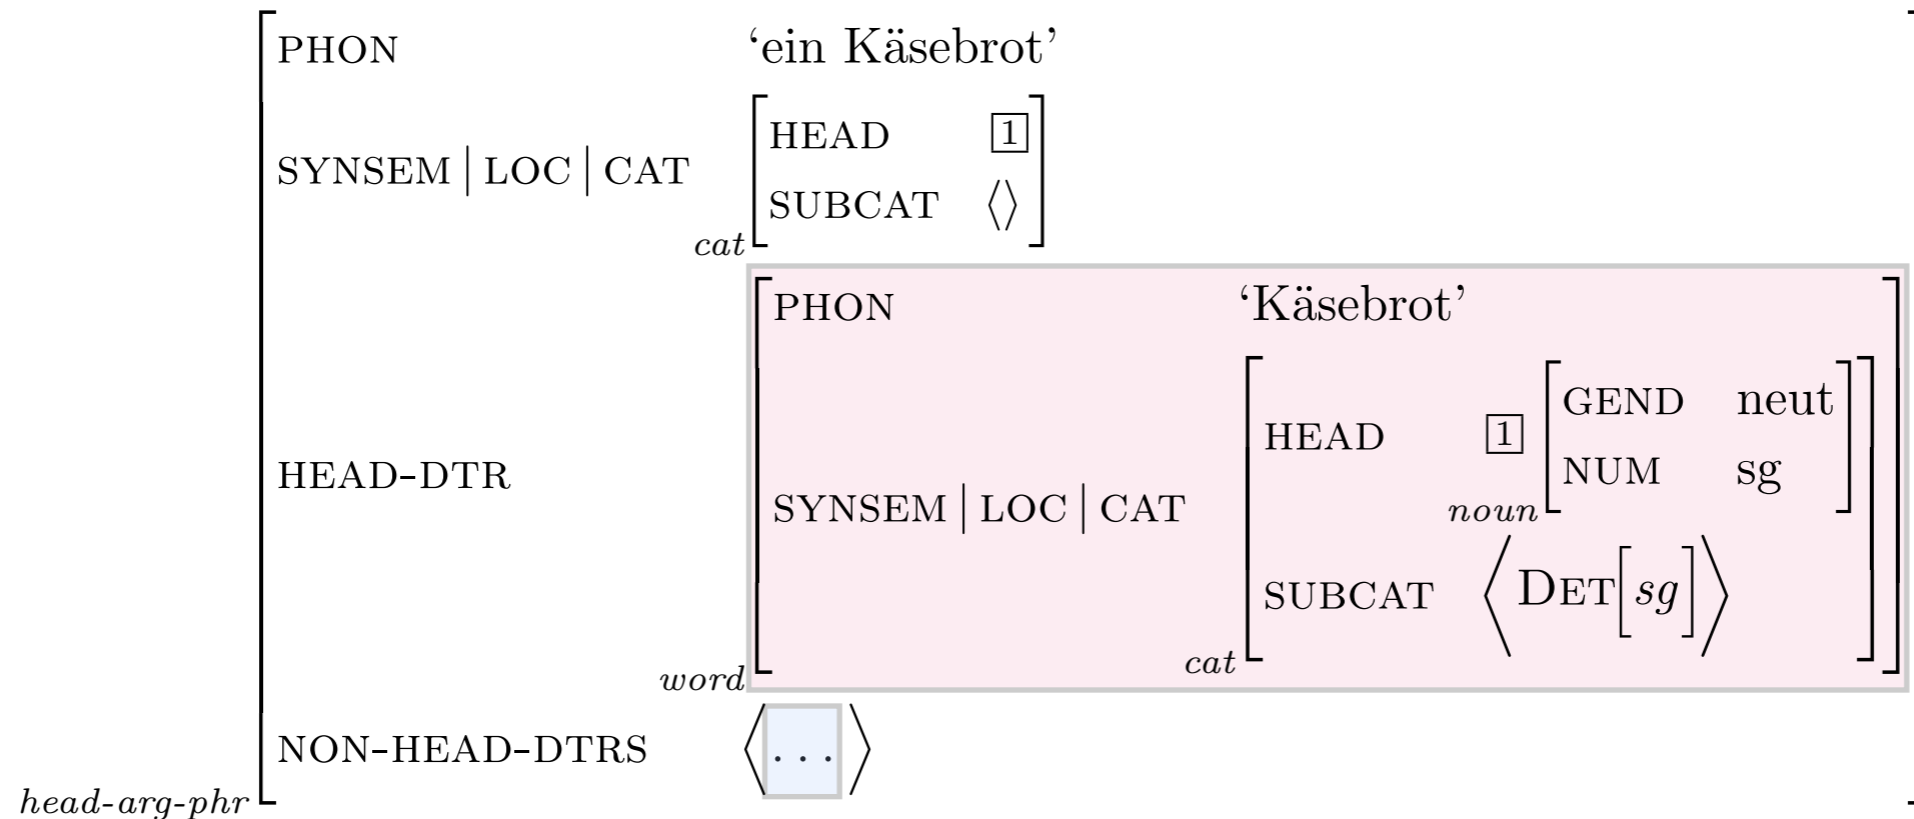 PHON ‘ein Käsebrot’
SYNSEM | LOC | CAT
HEAD 1
SUBCAT ⟨⟩
cat
HEAD-DTR
PHON ‘Käsebrot’
SYNSEM | LOC | CAT
HEAD 1
GEND neut
NUM sg
noun
SUBCAT ⟨DET[sg]⟩
cat
word
NON-HEAD-DTRS ⟨...⟩
head-arg-phr